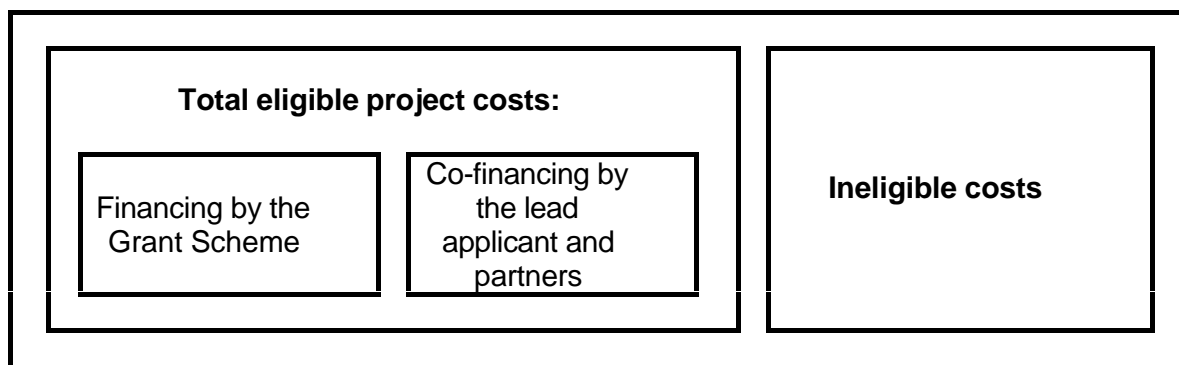 Total eligible project costs:
Financing by the
Grant Scheme
Co-financing by
the lead
applicant and
partners
Ineligible costs